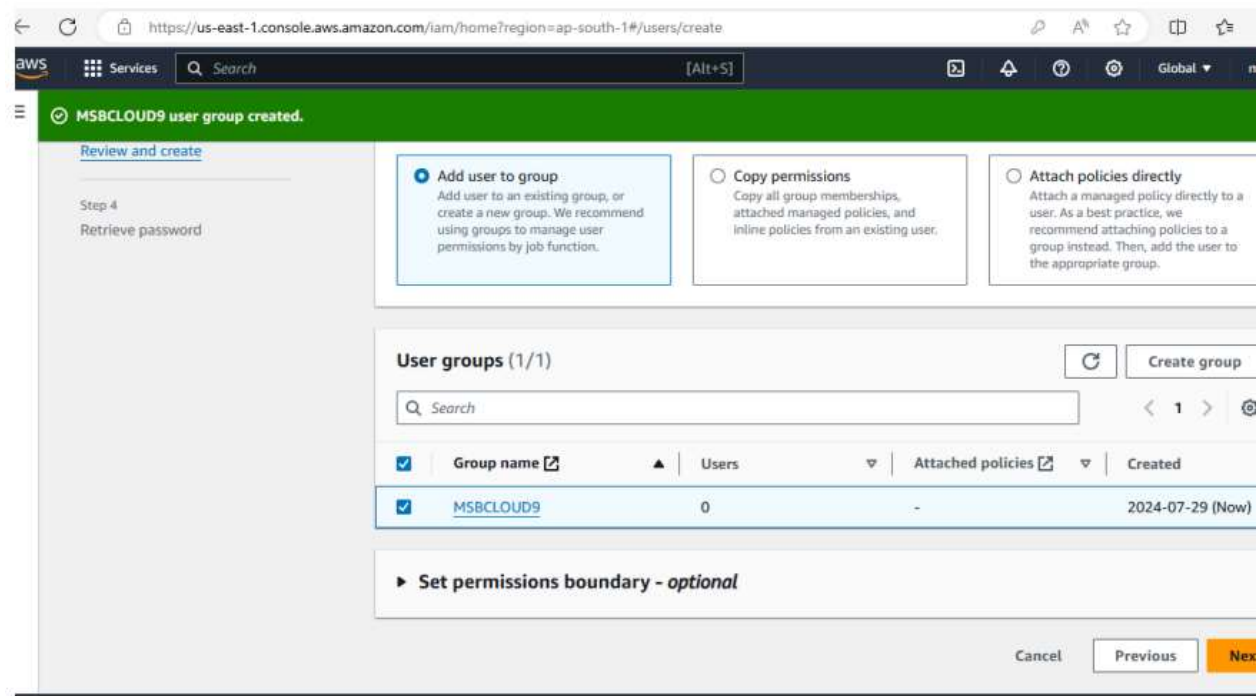 https://us-east-1.console.aws.amazon.com/iam/home?region=ap-south-1#/users/create
aws Services Search [Alt+S] Global
MSBCLOUD9 user group created.
Review and create
Step 4
Retrieve password
Add user to group
Add user to an existing group, or
create a new group. We recommend
using groups to manage user
permissions by job function.
Copy permissions
Copy all group memberships,
attached managed policies, and
inline policies from an existing user.
Attach policies directly
Attach a managed policy directly to a
user. As a best practice, we
recommend attaching policies to a
group instead. Then, add the user to
the appropriate group.
User groups (1/1)
Create group
Search
1
Group name Users Attached policies Created
MSBCLOUD9 0 - 2024-07-29 (Now)
Set permissions boundary - optional
Cancel Previous Nex